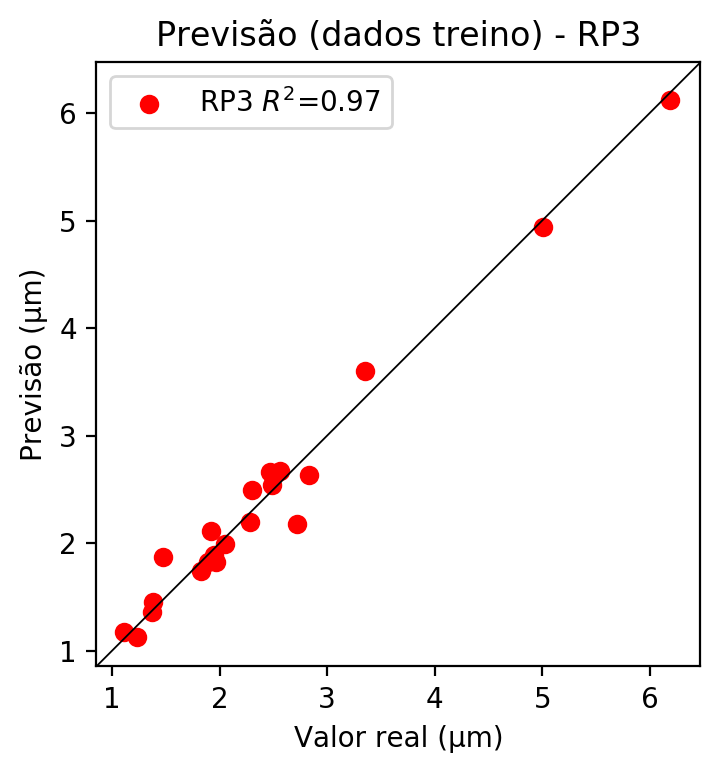 Previsão (dados treino) - RP3
RP3 R²=0.97
6
5
4
3
2
1
Previsão (µm)
1 2 3 4 5 6
Valor real (µm)